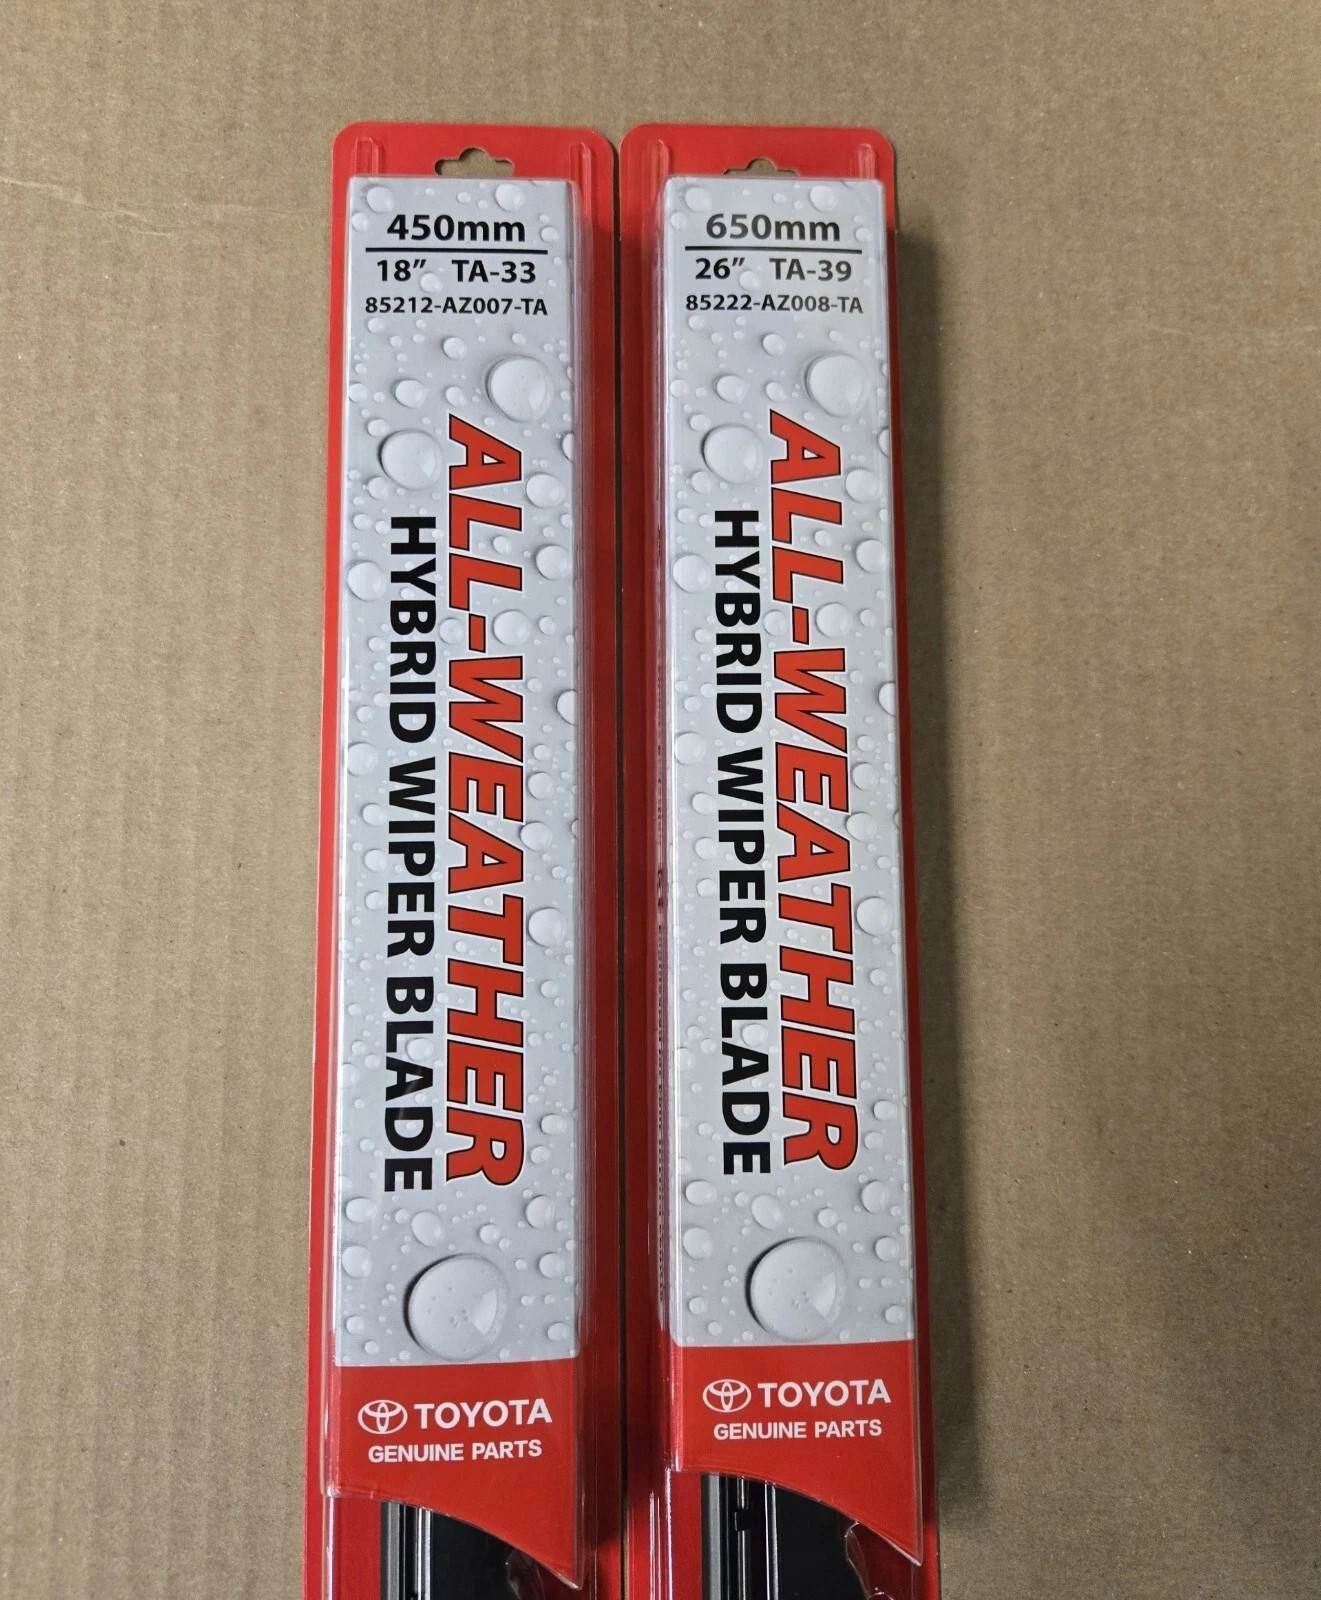 450mm
18” TA-33
85212-AZ007-TA
ALL-WEATHER
HYBRID WIPER BLADE
TOYOTA
GENUINE PARTS
650mm
26” TA-39
85222-AZ008-TA
ALL-WEATHER
HYBRID WIPER BLADE
TOYOTA
GENUINE PARTS